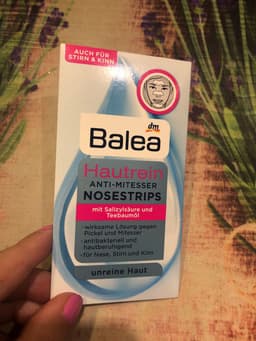 AUCH FÜR
STIRN & KINN
dm
Balea
Hautrein
ANTI-MITESSER
NOSESTRIPS
mit Salizylsäure und
Teebaumöl
-wirksame Lösung gegen
Pickel und Mitesser
-antibakteriell und
hautberuhigend
-für Nase, Stirn und Kinn
unreine Haut